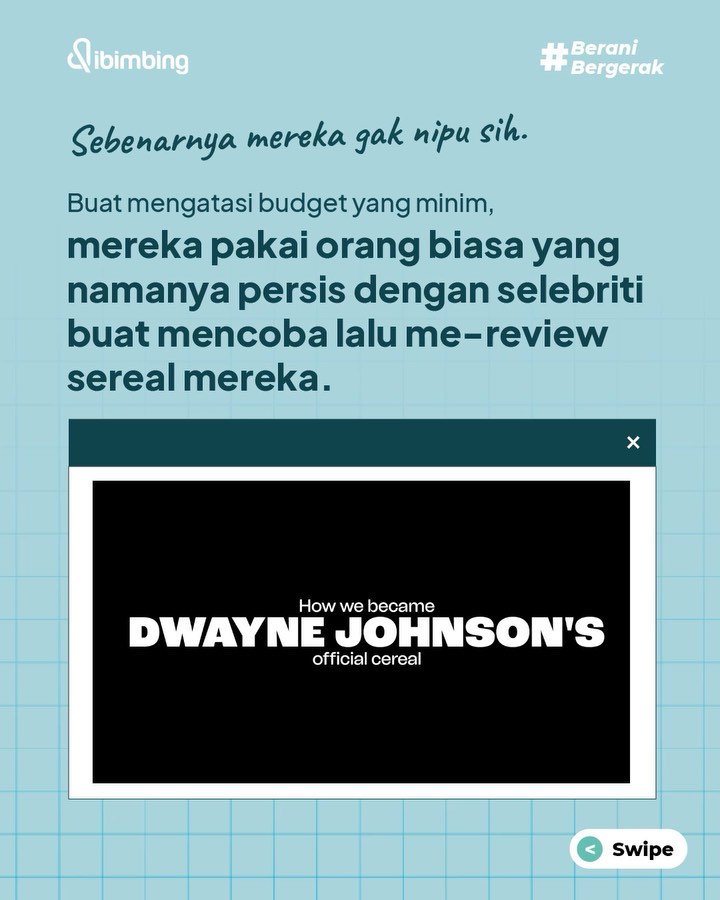 dibimbing
#Berani
Bergerak
Sebenarnya mereka gak nipu sih.
Buat mengatasi budget yang minim,
mereka pakai orang biasa yang
namanya persis dengan selebriti
buat mencoba lalu me-review
sereal mereka.
×
How we became
DWAYNE JOHNSON'S
official cereal
< Swipe